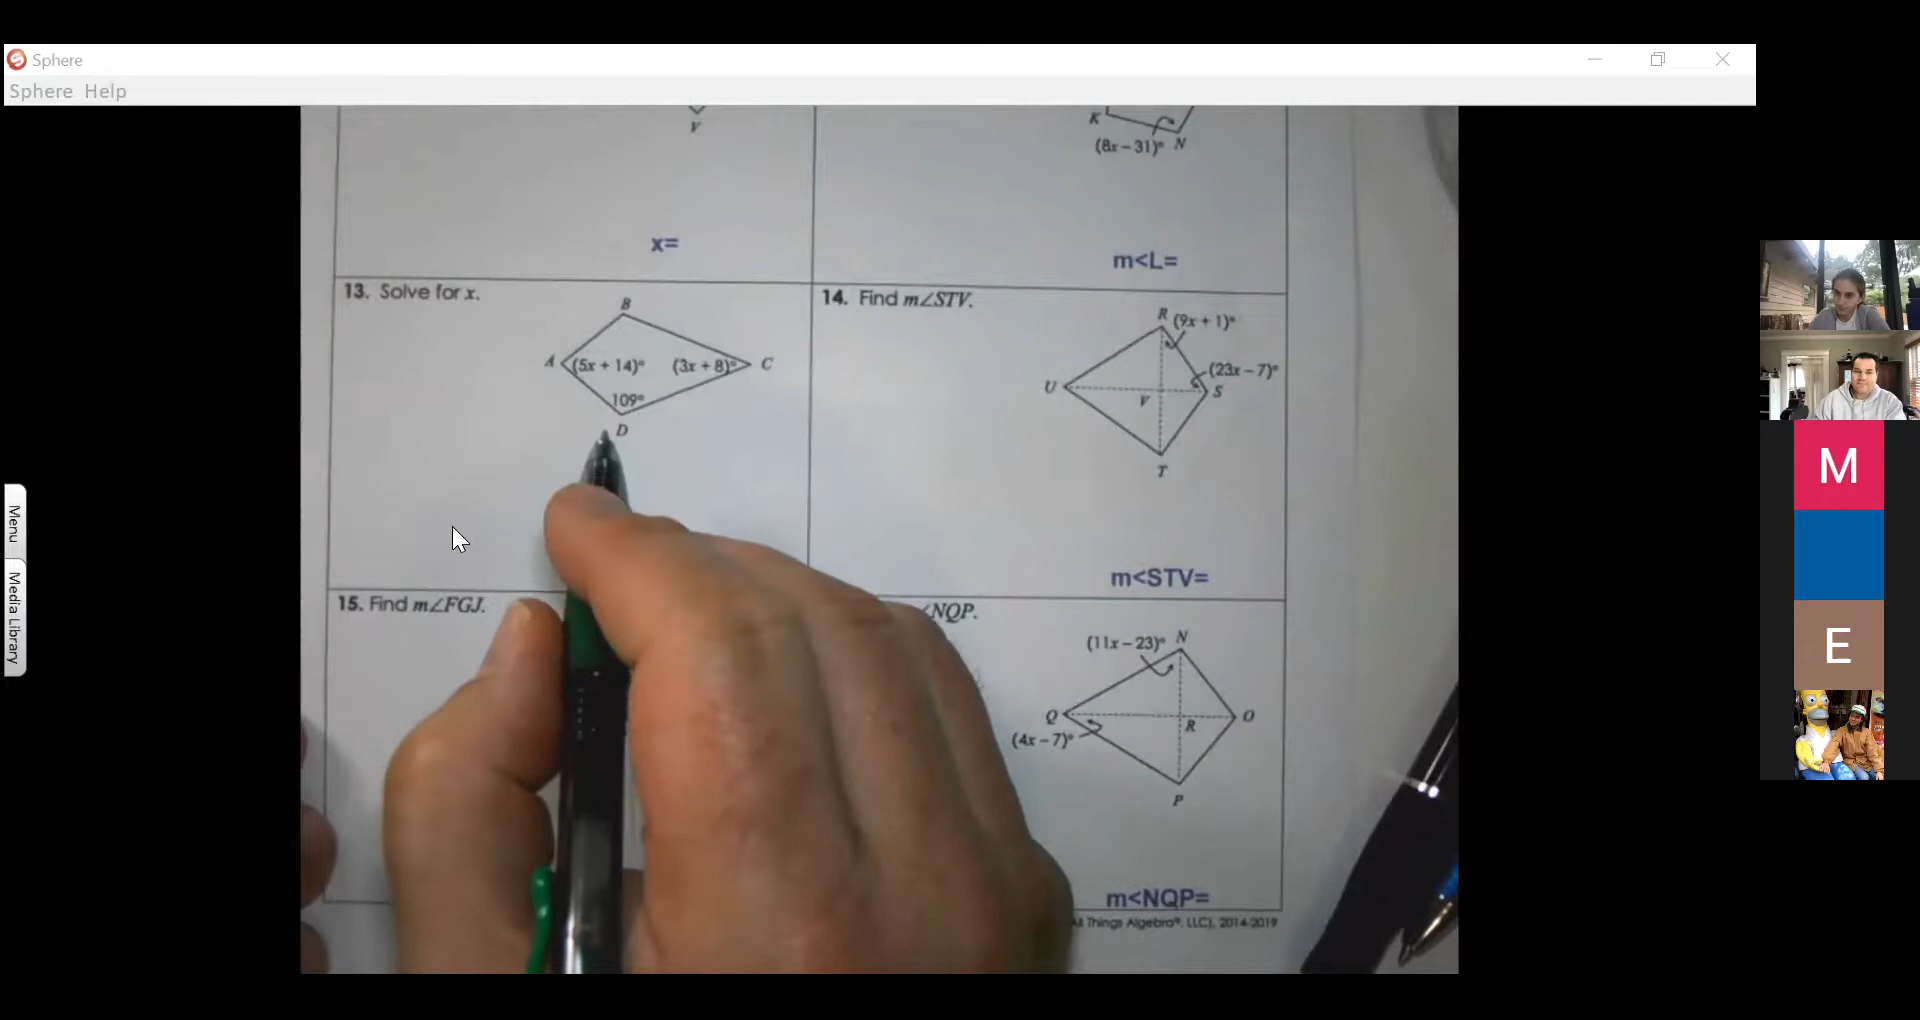 Sphere
Sphere Help
V
K
(8x – 31)° N
x=
m<L=
13. Solve for x.
B
A (5x + 14)° (3x + 8)° C
109°
D
14. Find m∠STV.
R (9x + 1)°
(23x – 7)°
U V S
T
m<STV=
Menu
Media Library
15. Find m∠FGJ.
∠NQP.
(11x – 23)° N
Q R O
(4x – 7)°
P
m<NQP=
All Things Algebra®, LLC), 2014-2019
M
E